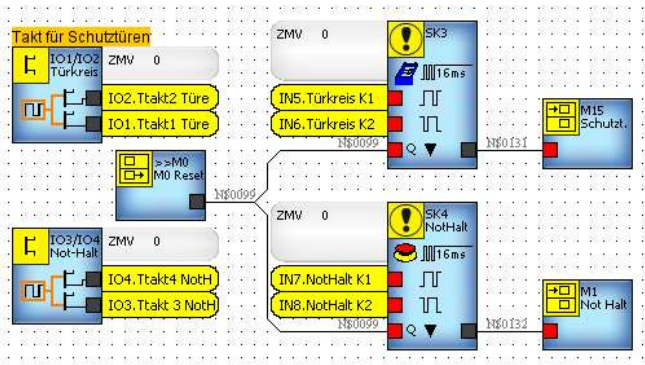 Takt für Schutztüren
IO1/IO2
Türkreis
ZMV 0
IO2.Ttakt2 Türe
IO1.Ttakt1 Türe
ZMV 0
SK3
16ms
IN5.Türkreis K1
IN6.Türkreis K2
N$0099
Q
N$0131
M15
Schutzt.
>>M0
M0 Reset
N$0099
IO3/IO4
Not-Halt
ZMV 0
IO4.Ttakt4 NotH
IO3.Ttakt 3 NotH
ZMV 0
SK4
NotHalt
16ms
IN7.NotHalt K1
IN8.NotHalt K2
N$0099
Q
N$0132
M1
Not Halt